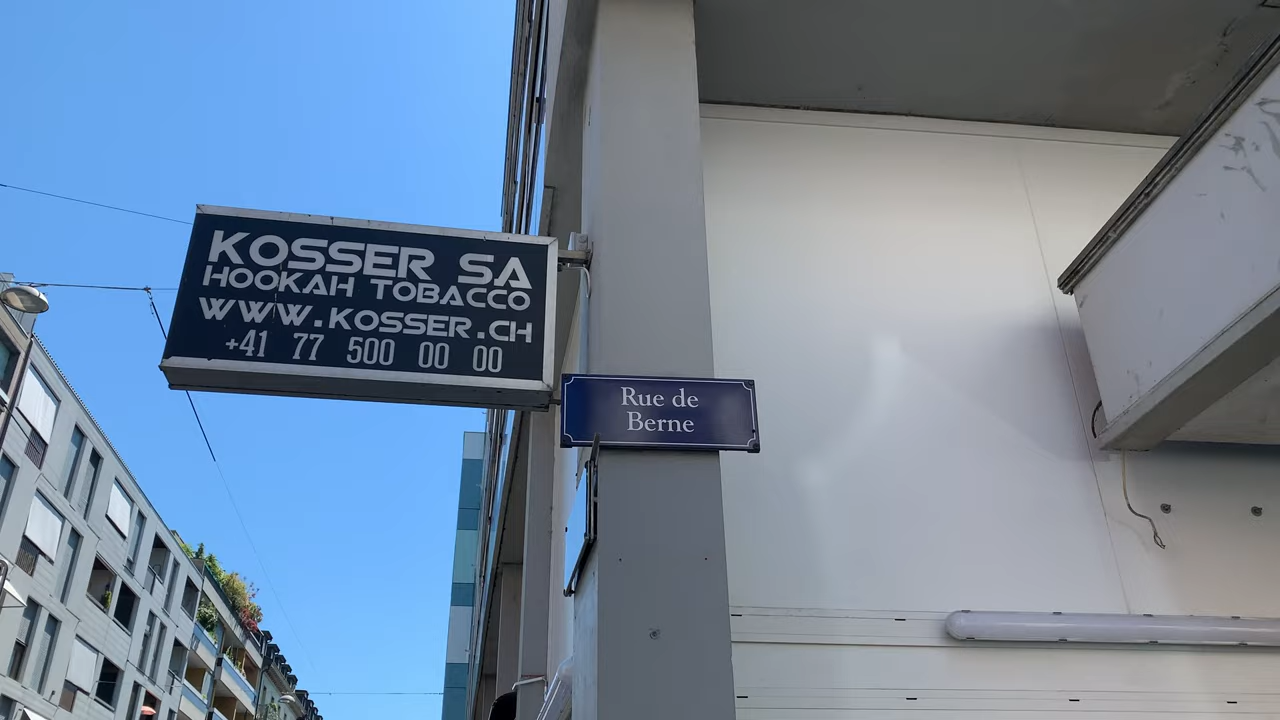 KOSSER SA
HOOKAH TOBACCO
WWW.KOSSER.CH
+41 77 500 00 00
Rue de
Berne